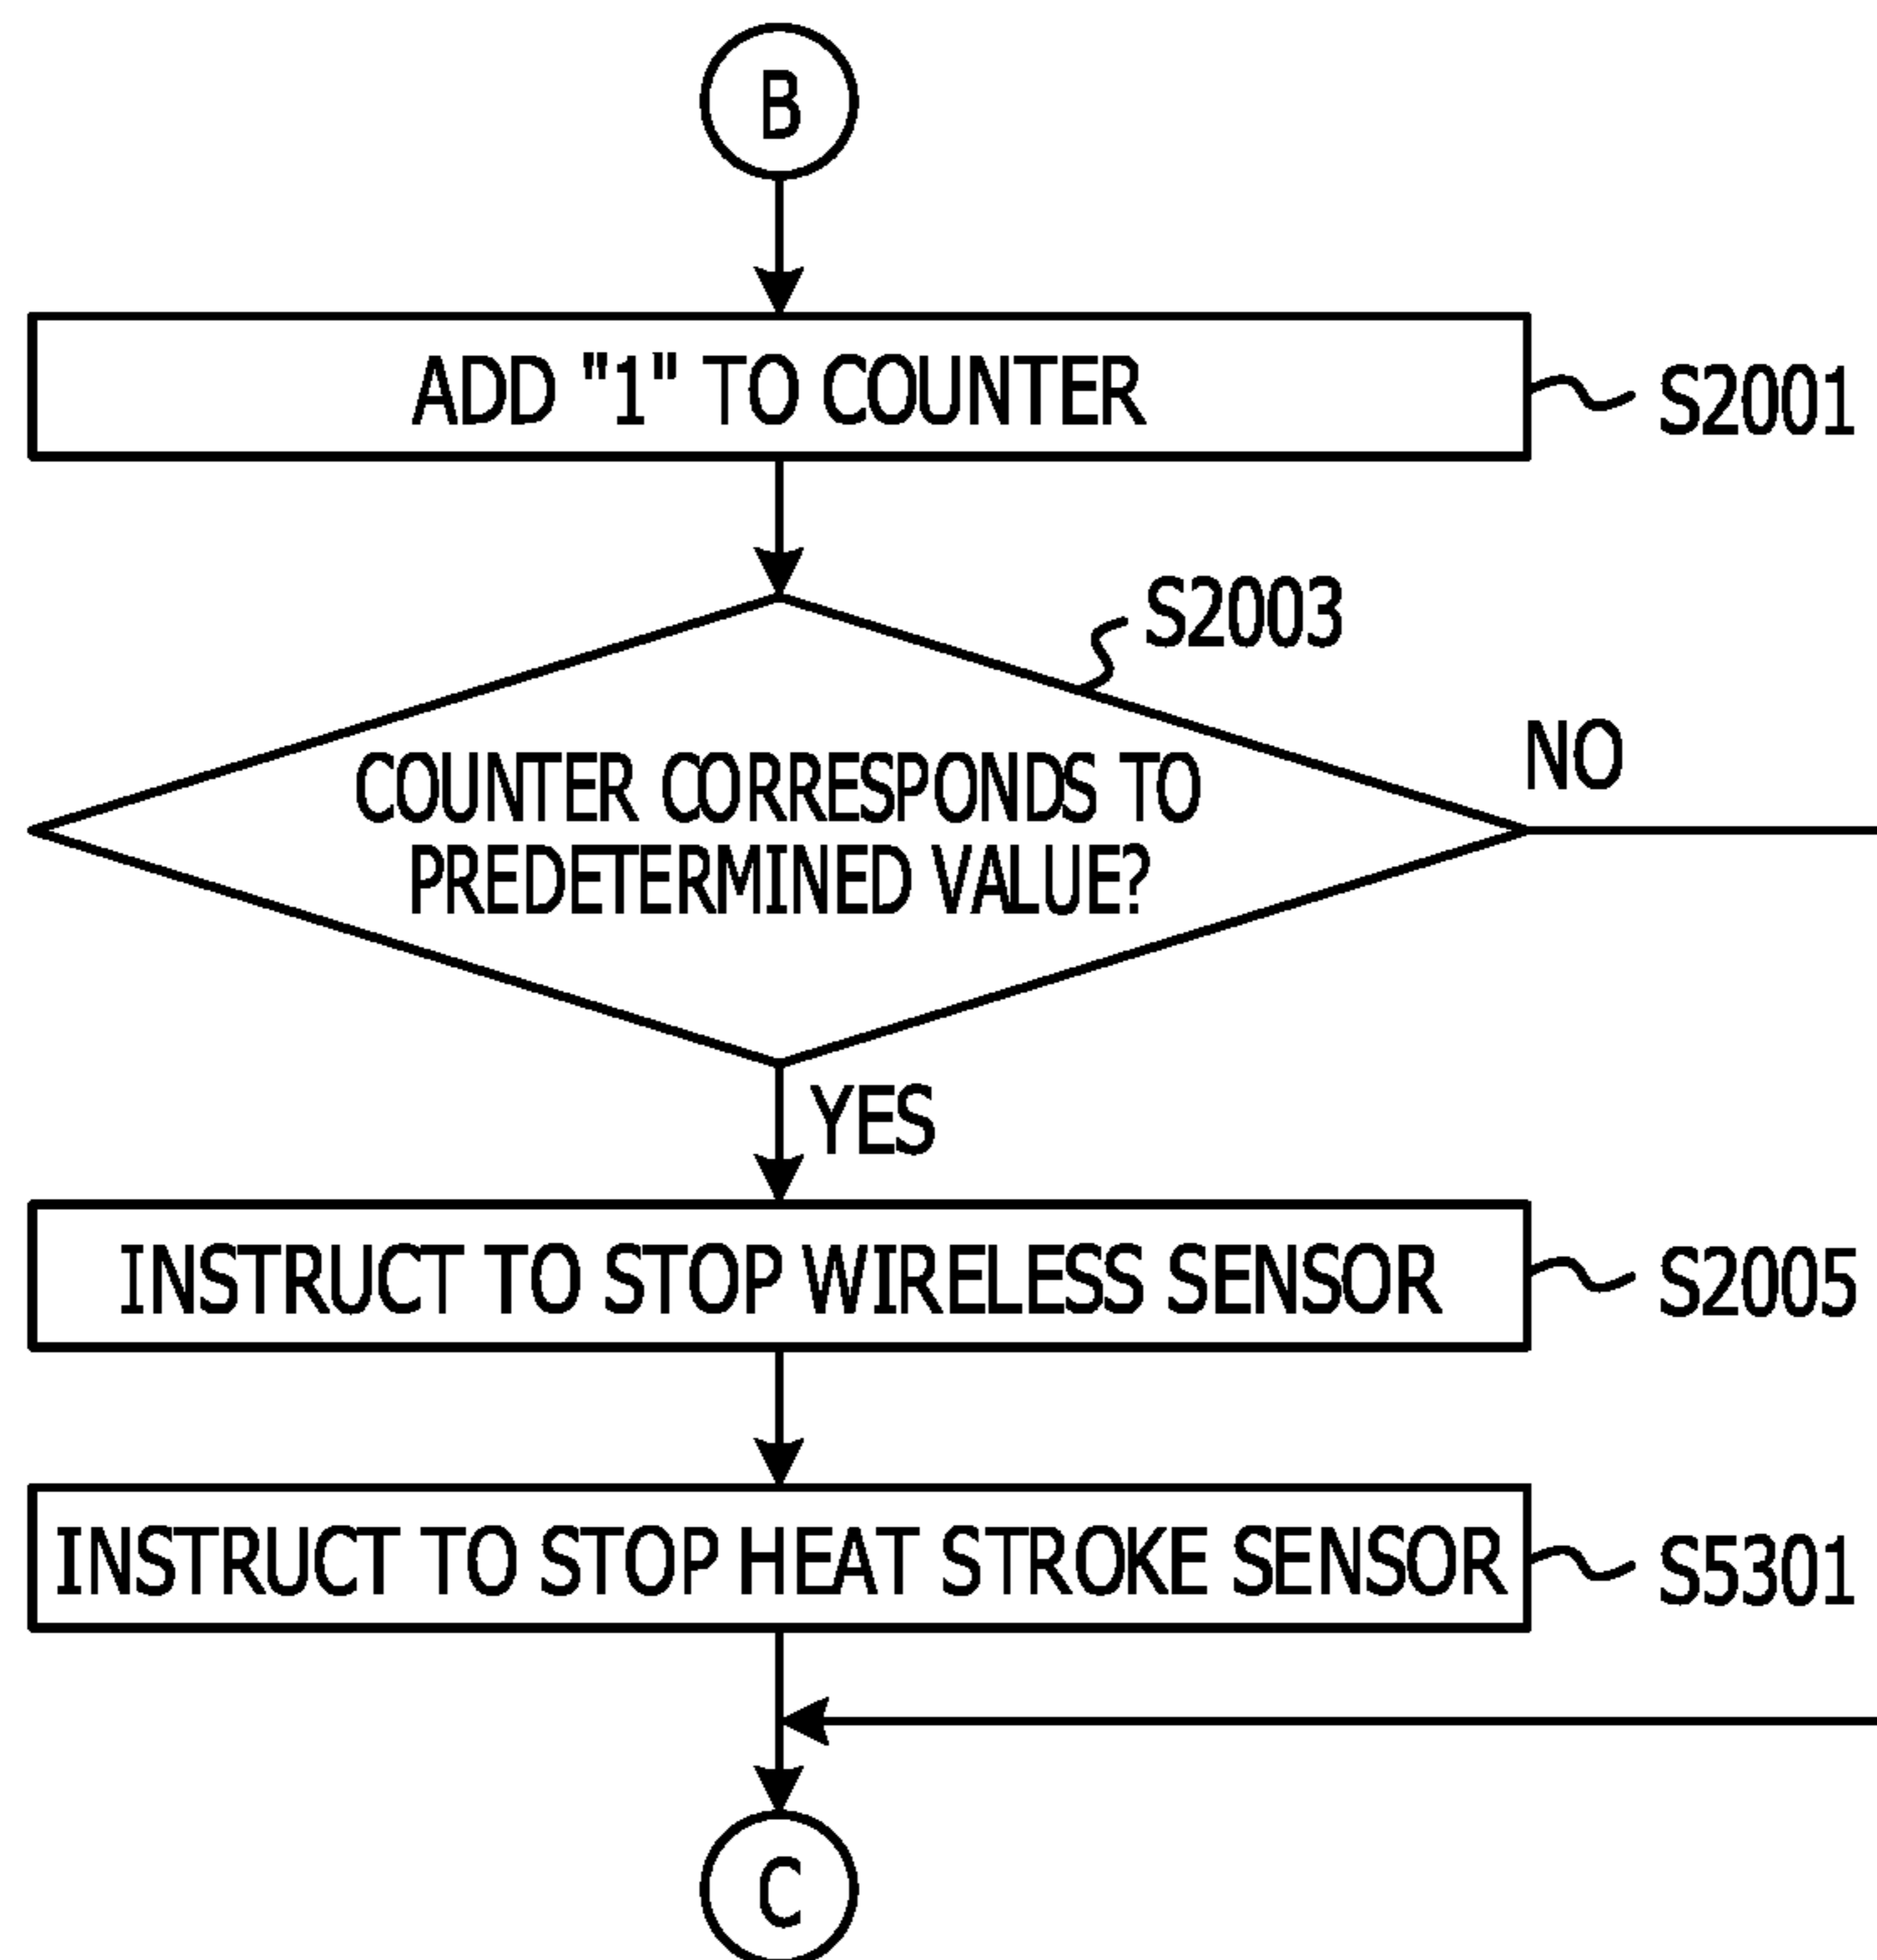 B
ADD "1" TO COUNTER
S2001
S2003
COUNTER CORRESPONDS TO
PREDETERMINED VALUE?
NO
YES
INSTRUCT TO STOP WIRELESS SENSOR
S2005
INSTRUCT TO STOP HEAT STROKE SENSOR
S5301
C